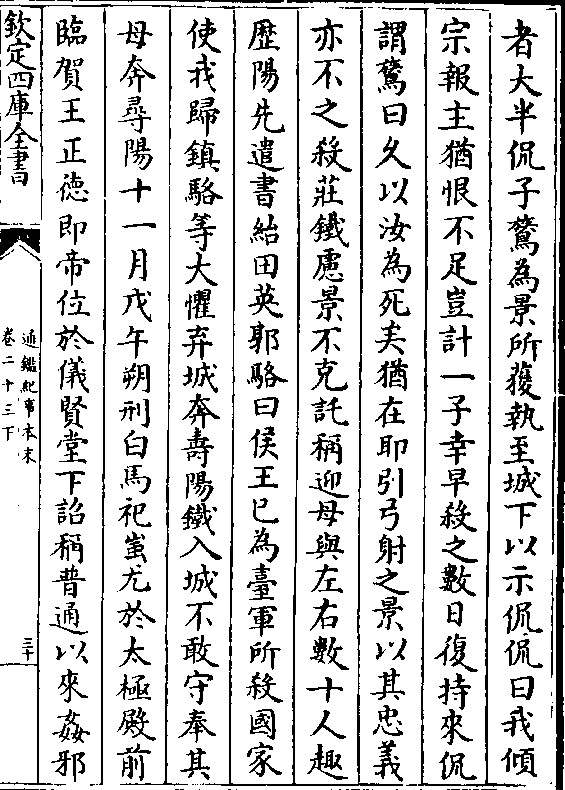 者大半侃子鷟為景所獲執至城下以示侃侃曰我傾
宗報主猶恨不足豈計一子幸早殺之數日復持來侃
謂鷟曰久以汝為死矣猶在耶引弓射之景以其忠義
亦不之殺莊鐵慮景不克託稱迎母與左右數十人趣
歴陽先遣書紿田英郭駱曰侯王已為臺軍所殺國家
使我歸鎮駱等大懼弃城奔壽陽鐵入城不敢守奉其
母奔尋陽十一月戊午朔刑白馬祀蚩尤於太極殿前
臨賀王正德即帝位於儀賢堂下詔稱普通以來姦邪
欽定四庫全書
通鑑紀事本末
卷二十三下
三十